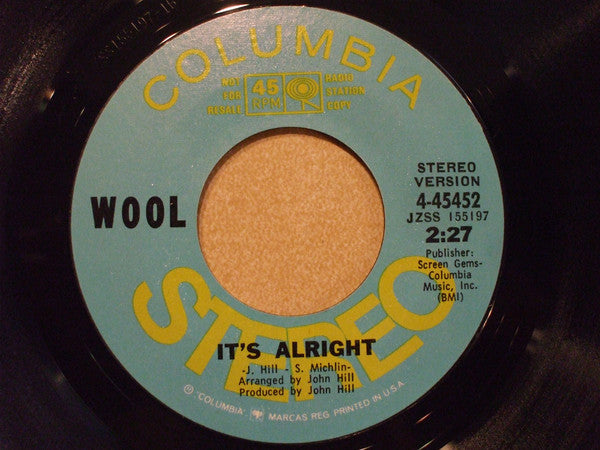 COLUMBIA
NOT
FOR
RESALE
45
RPM
RADIO
STATION
COPY
WOOL
STEREO
VERSION
4-45452
JZSS 155197
2:27
Publisher:
Screen Gems-
Columbia
Music, Inc.
(BMI)
STEREO
IT'S ALRIGHT
-J. Hill - S. Michlin-
Arranged by John Hill
Produced by John Hill
"COLUMBIA" MARCAS REG. PRINTED IN U.S.A.